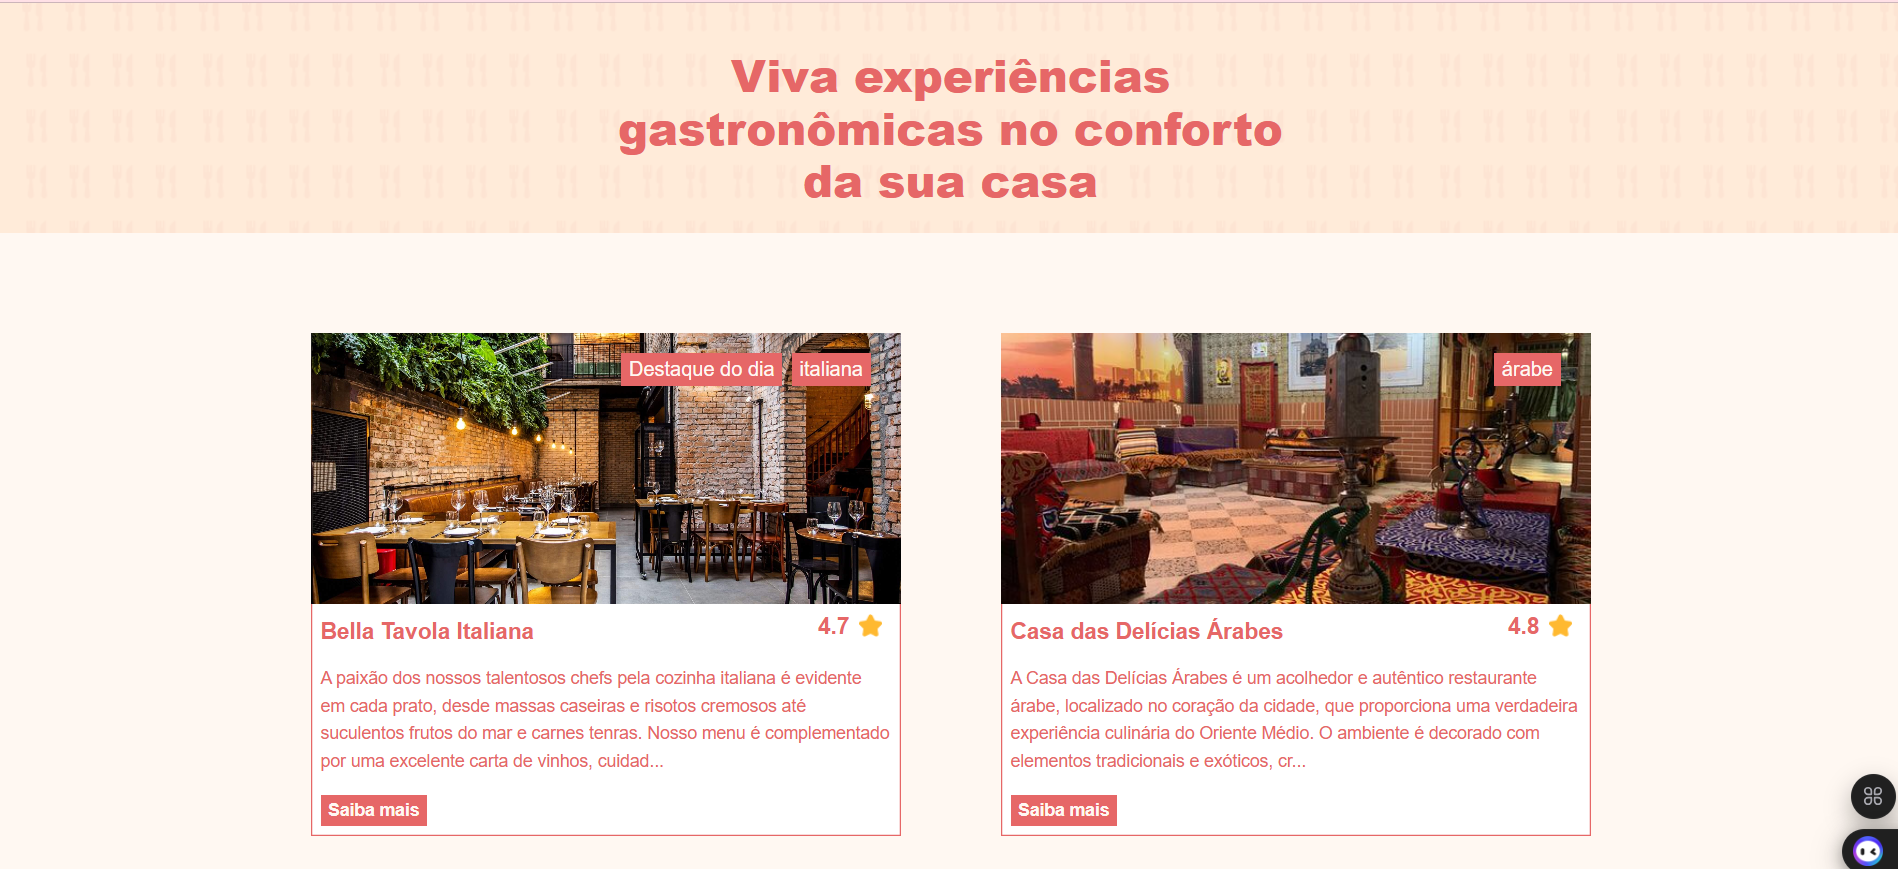 Viva experiências
gastronômicas no conforto
da sua casa
Destaque do dia
italiana
Bella Tavola Italiana
4.7
A paixão dos nossos talentosos chefs pela cozinha italiana é evidente
em cada prato, desde massas caseiras e risotos cremosos até
suculentos frutos do mar e carnes tenras. Nosso menu é complementado
por uma excelente carta de vinhos, cuidad...
Saiba mais
árabe
Casa das Delícias Árabes
4.8
A Casa das Delícias Árabes é um acolhedor e autêntico restaurante
árabe, localizado no coração da cidade, que proporciona uma verdadeira
experiência culinária do Oriente Médio. O ambiente é decorado com
elementos tradicionais e exóticos, cr...
Saiba mais